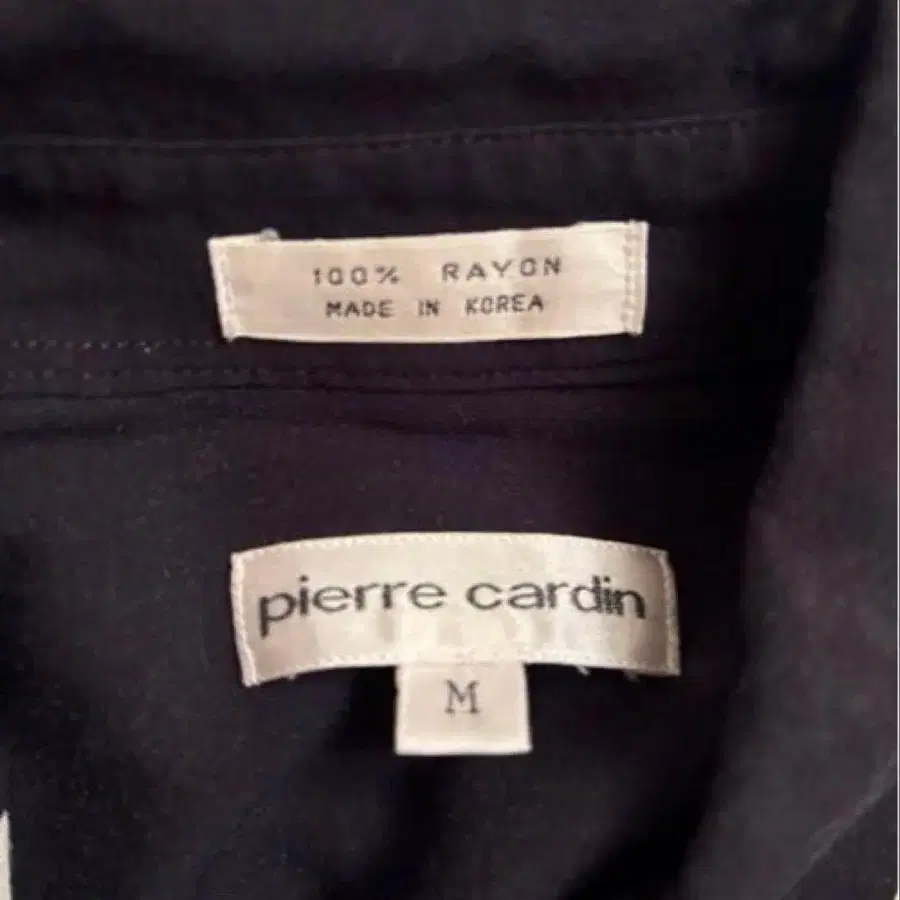 100% RAYON
MADE IN KOREA
pierre cardin
M